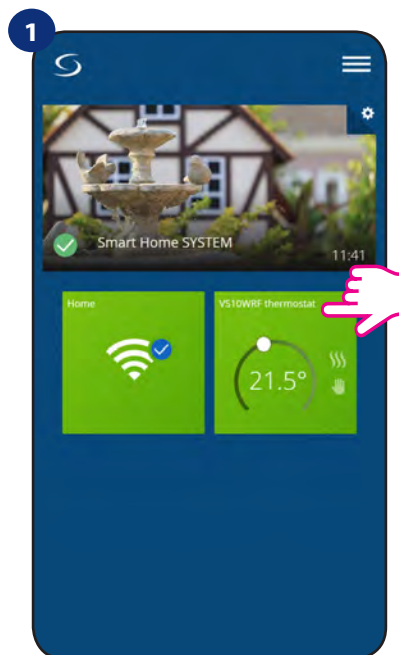 1
Smart Home SYSTEM
11:41
Home
VS10WRF thermostat
21.5°